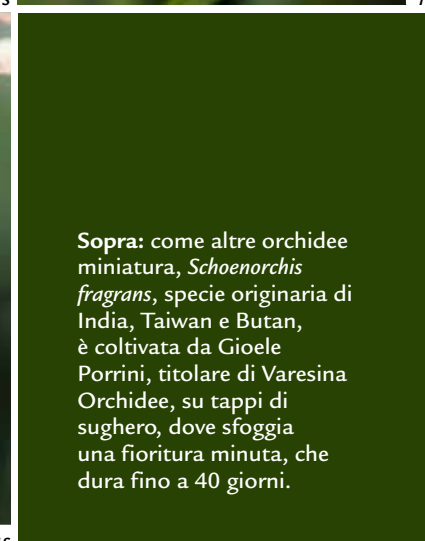 Sopra: come altre orchidee
miniatura, Schoenorchis
fragrans, specie originaria di
India, Taiwan e Butan,
è coltivata da Gioele
Porrini, titolare di Varesina
Orchidee, su tappi di
sughero, dove sfoggia
una fioritura minuta, che
dura fino a 40 giorni.